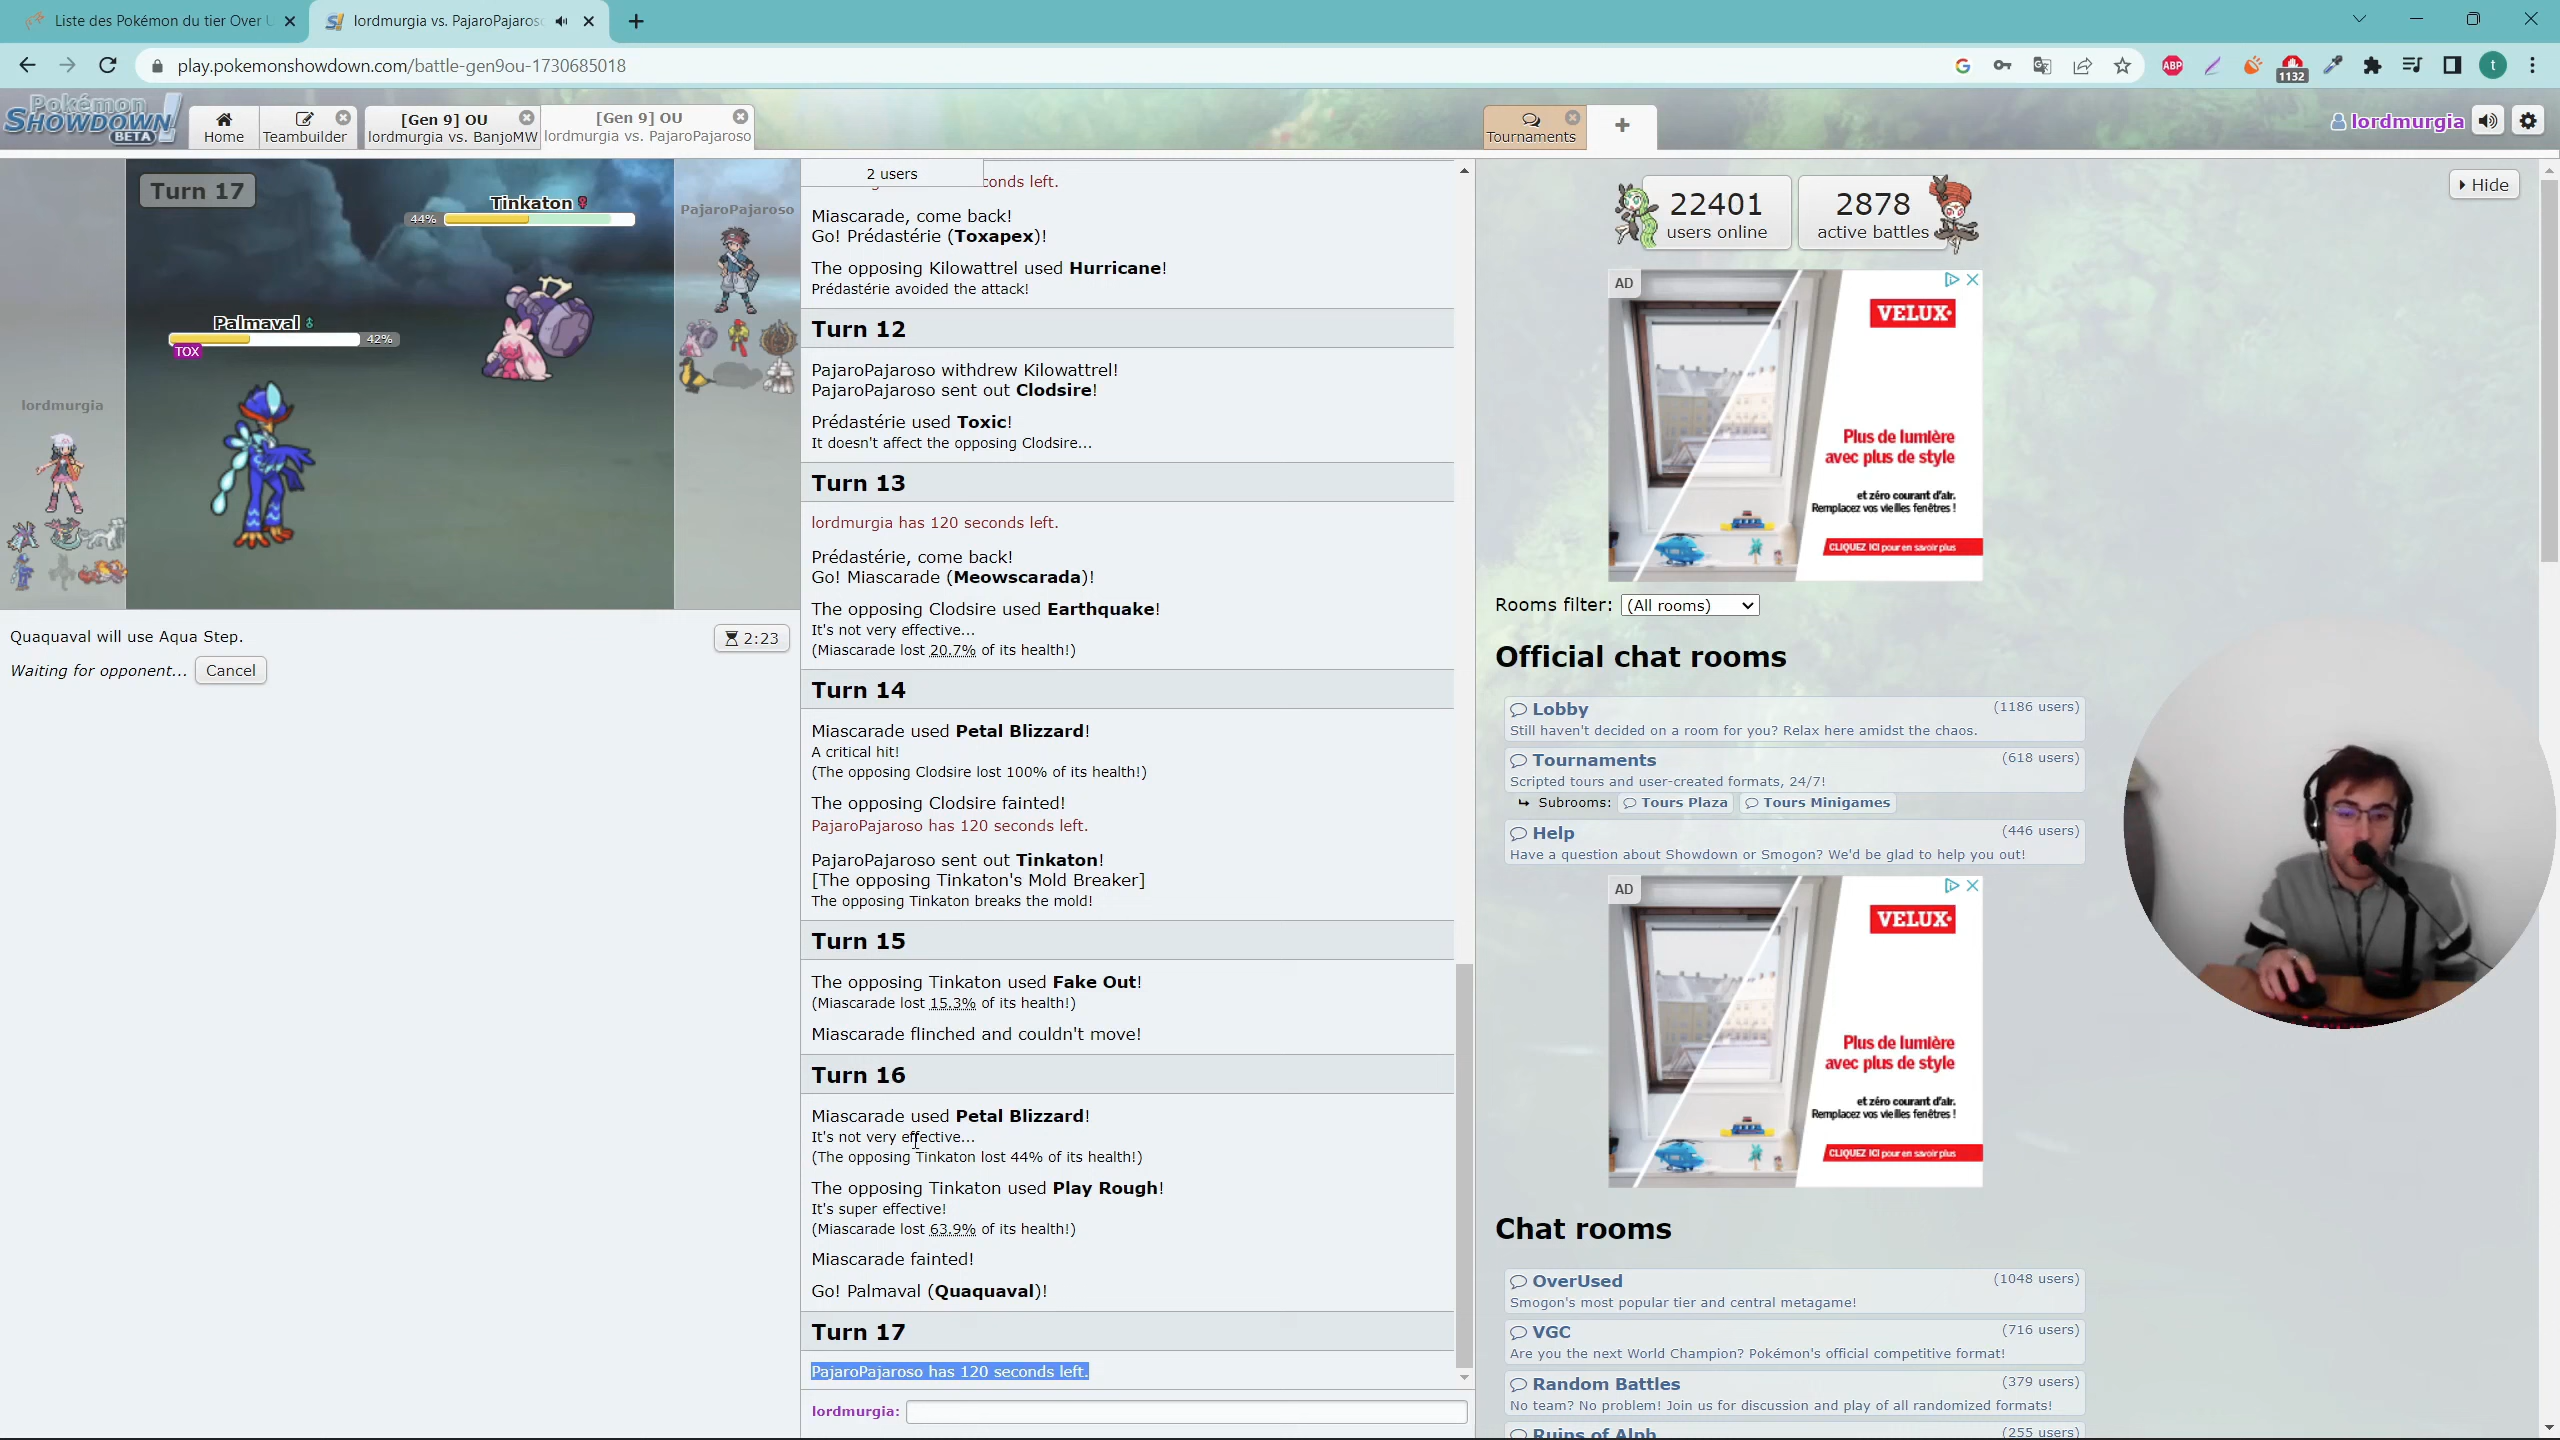 Liste des Pokémon du tier Over U
lordmurgia vs. PajaroPajaros
play.pokemonshowdown.com/battle-gen9ou-1730685018
ABP
1132
t
Pokémon
SHOWDOWN!
BETA
Home
Teambuilder
[Gen 9] OU
lordmurgia vs. BanjoMW
[Gen 9] OU
lordmurgia vs. PajaroPajaroso
Tournaments
lordmurgia
Turn 17
Tinkaton
44%
PajaroPajaroso
Palmaval
42%
TOX
lordmurgia
Quaquaval will use Aqua Step.
2:23
Waiting for opponent...
Cancel
2 users
conds left.
Miascarade, come back!
Go! Prédastérie (Toxapex)!
The opposing Kilowattrel used Hurricane!
Prédastérie avoided the attack!
Turn 12
PajaroPajaroso withdrew Kilowattrel!
PajaroPajaroso sent out Clodsire!
Prédastérie used Toxic!
It doesn't affect the opposing Clodsire...
Turn 13
lordmurgia has 120 seconds left.
Prédastérie, come back!
Go! Miascarade (Meowscarada)!
The opposing Clodsire used Earthquake!
It's not very effective...
(Miascarade lost 20.7% of its health!)
Turn 14
Miascarade used Petal Blizzard!
A critical hit!
(The opposing Clodsire lost 100% of its health!)
The opposing Clodsire fainted!
PajaroPajaroso has 120 seconds left.
PajaroPajaroso sent out Tinkaton!
[The opposing Tinkaton's Mold Breaker]
The opposing Tinkaton breaks the mold!
Turn 15
The opposing Tinkaton used Fake Out!
(Miascarade lost 15.3% of its health!)
Miascarade flinched and couldn't move!
Turn 16
Miascarade used Petal Blizzard!
It's not very effective...
(The opposing Tinkaton lost 44% of its health!)
The opposing Tinkaton used Play Rough!
It's super effective!
(Miascarade lost 63.9% of its health!)
Miascarade fainted!
Go! Palmaval (Quaquaval)!
Turn 17
PajaroPajaroso has 120 seconds left.
lordmurgia:
Hide
22401
users online
2878
active battles
AD
VELUX
Plus de lumière
avec plus de style
et zéro courant d'air.
Remplacez vos vieilles fenêtres !
CLIQUEZ ICI pour en savoir plus
Rooms filter:
(All rooms)
Official chat rooms
Lobby
(1186 users)
Still haven't decided on a room for you? Relax here amidst the chaos.
Tournaments
(618 users)
Scripted tours and user-created formats, 24/7!
Subrooms: Tours Plaza Tours Minigames
Help
(446 users)
Have a question about Showdown or Smogon? We'd be glad to help you out!
AD
VELUX
Plus de lumière
avec plus de style
et zéro courant d'air.
Remplacez vos vieilles fenêtres !
CLIQUEZ ICI pour en savoir plus
Chat rooms
OverUsed
(1048 users)
Smogon's most popular tier and central metagame!
VGC
(716 users)
Are you the next World Champion? Pokémon's official competitive format!
Random Battles
(379 users)
No team? No problem! Join us for discussion and play of all randomized formats!
Ruins of Alph
(255 users)